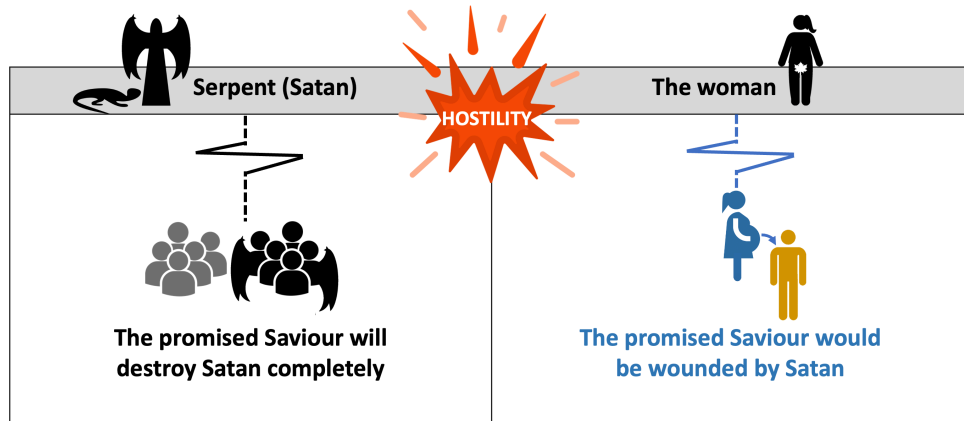 Serpent (Satan)
HOSTILITY
The woman
The promised Saviour will
destroy Satan completely
The promised Saviour would
be wounded by Satan